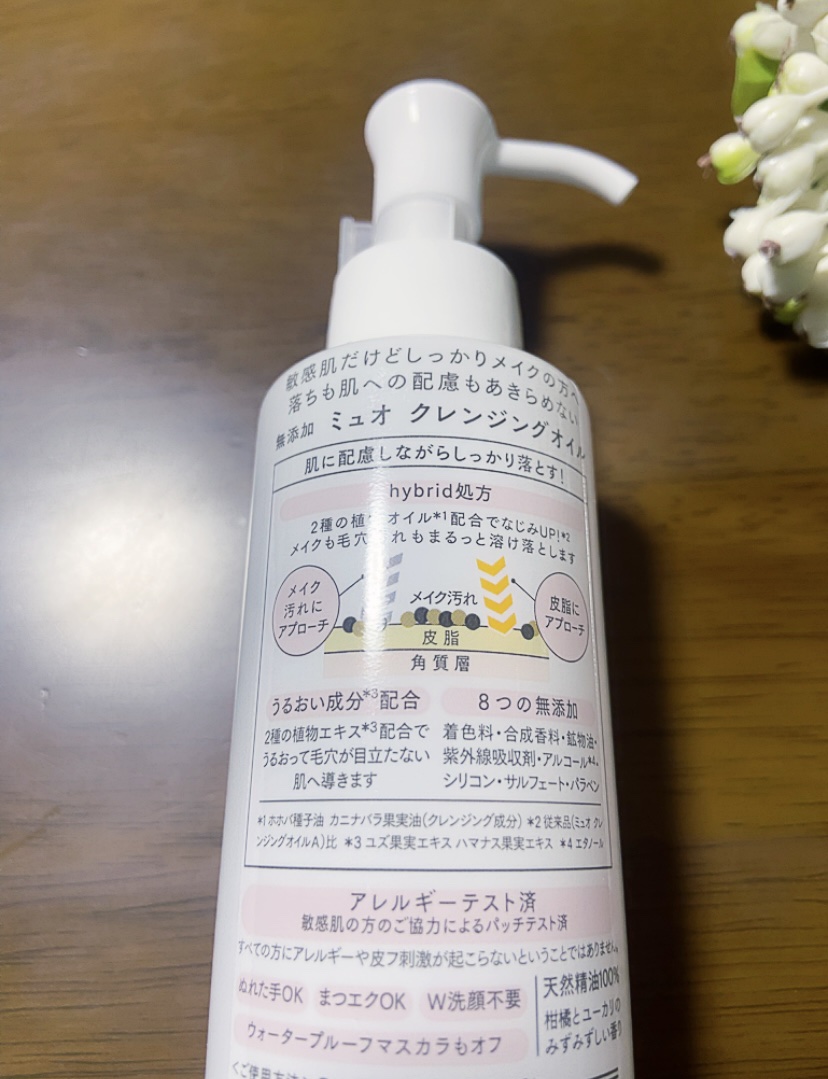 敏感肌だけどしっかりメイクの方へ
落ちも肌への配慮もあきらめない
無添加 ミュオ クレンジングオイル
肌に配慮しながらしっかり落とす!
hybrid処方
2種の植 オイル*1配合でなじみUP!*2
メイクも毛穴 れもまるっと溶け落とします
メイク
汚れに
アプローチ
メイク汚れ
皮脂に
アプローチ
皮脂
角質層
うるおい成分*3配合
2種の植物エキス*3配合で
うるおって毛穴が目立たない
肌へ導きます
8つの無添加
着色料・合成香料・鉱物油・
紫外線吸収剤・アルコール*4・
シリコン・サルフェート・パラベン
*1 ホホバ種子油 カニナバラ果実油(クレンジング成分) *2 従来品(ミュオ クレ
ンジングオイルA)比 *3 ユズ果実エキス ハマナス果実エキス *4 エタノール
アレルギーテスト済
敏感肌の方のご協力によるパッチテスト済
すべての方にアレルギーや皮フ刺激が起こらないということではありません。
ぬれた手OK まつエクOK W洗顔不要
ウォータープルーフマスカラもオフ
天然精油100%
柑橘とユーカリの
みずみずしい香り